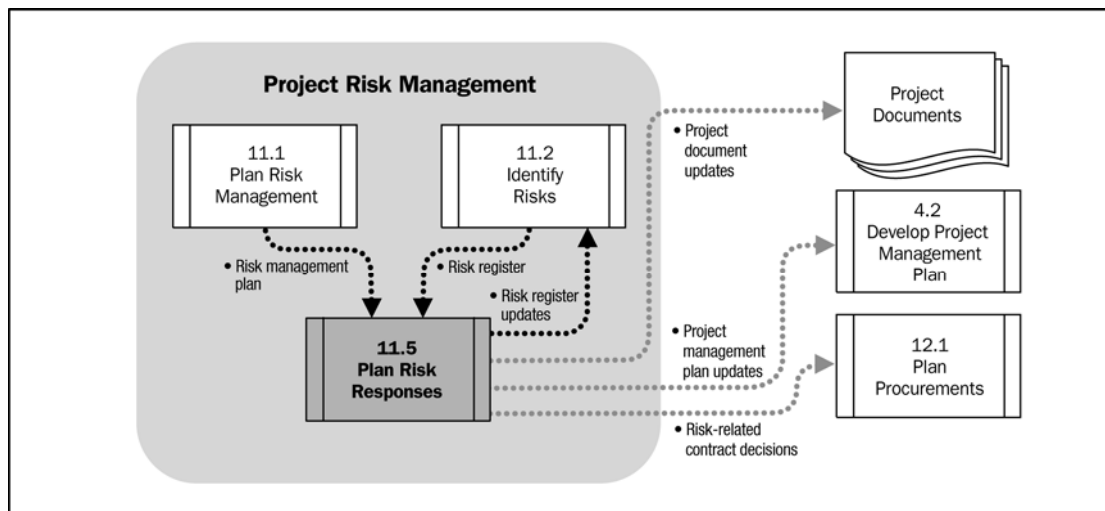 Project Risk Management
11.1
Plan Risk
Management
11.2
Identify
Risks
• Risk management
plan
• Risk register
• Risk register
updates
11.5
Plan Risk
Responses
• Project
document
updates
• Project
management
plan updates
• Risk-related
contract decisions
Project
Documents
4.2
Develop Project
Management
Plan
12.1
Plan
Procurements